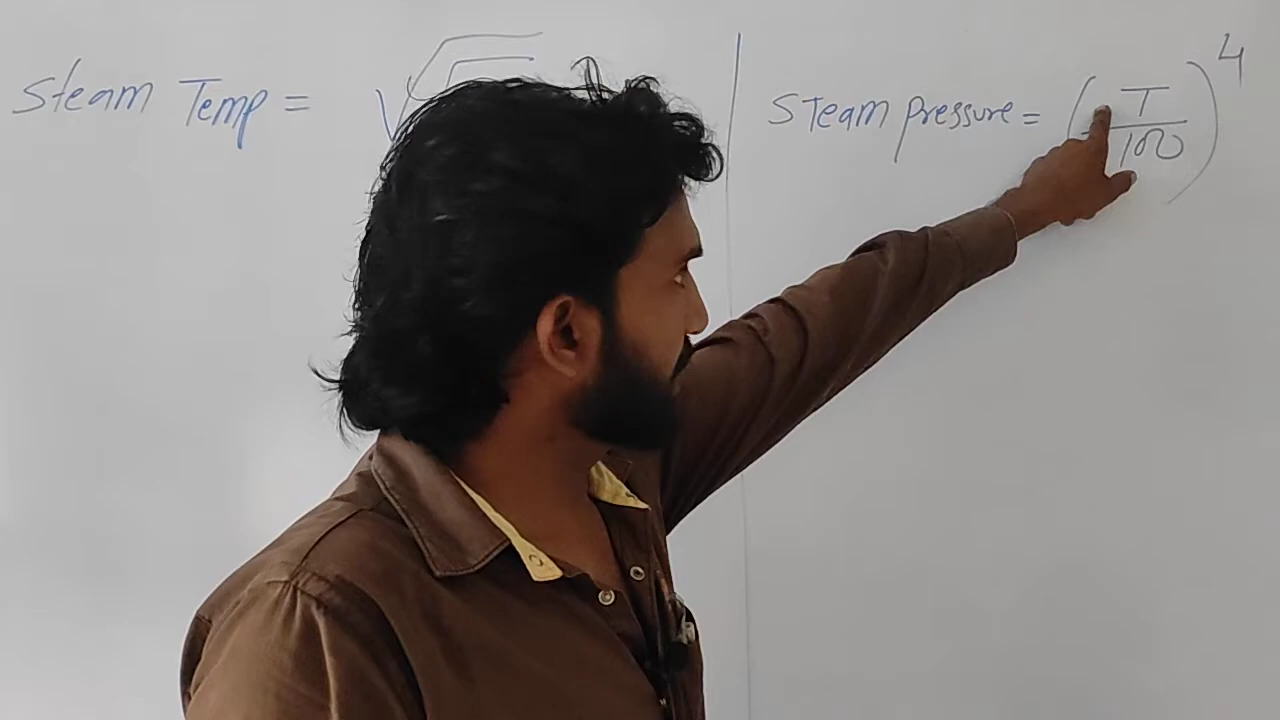 Steam Temp = √√
Steam pressure = (T/100)^4